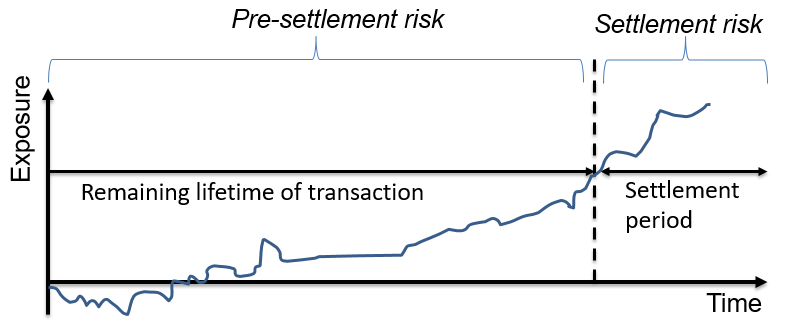 Pre-settlement risk
Settlement risk
Exposure
Remaining lifetime of transaction
Settlement
period
Time